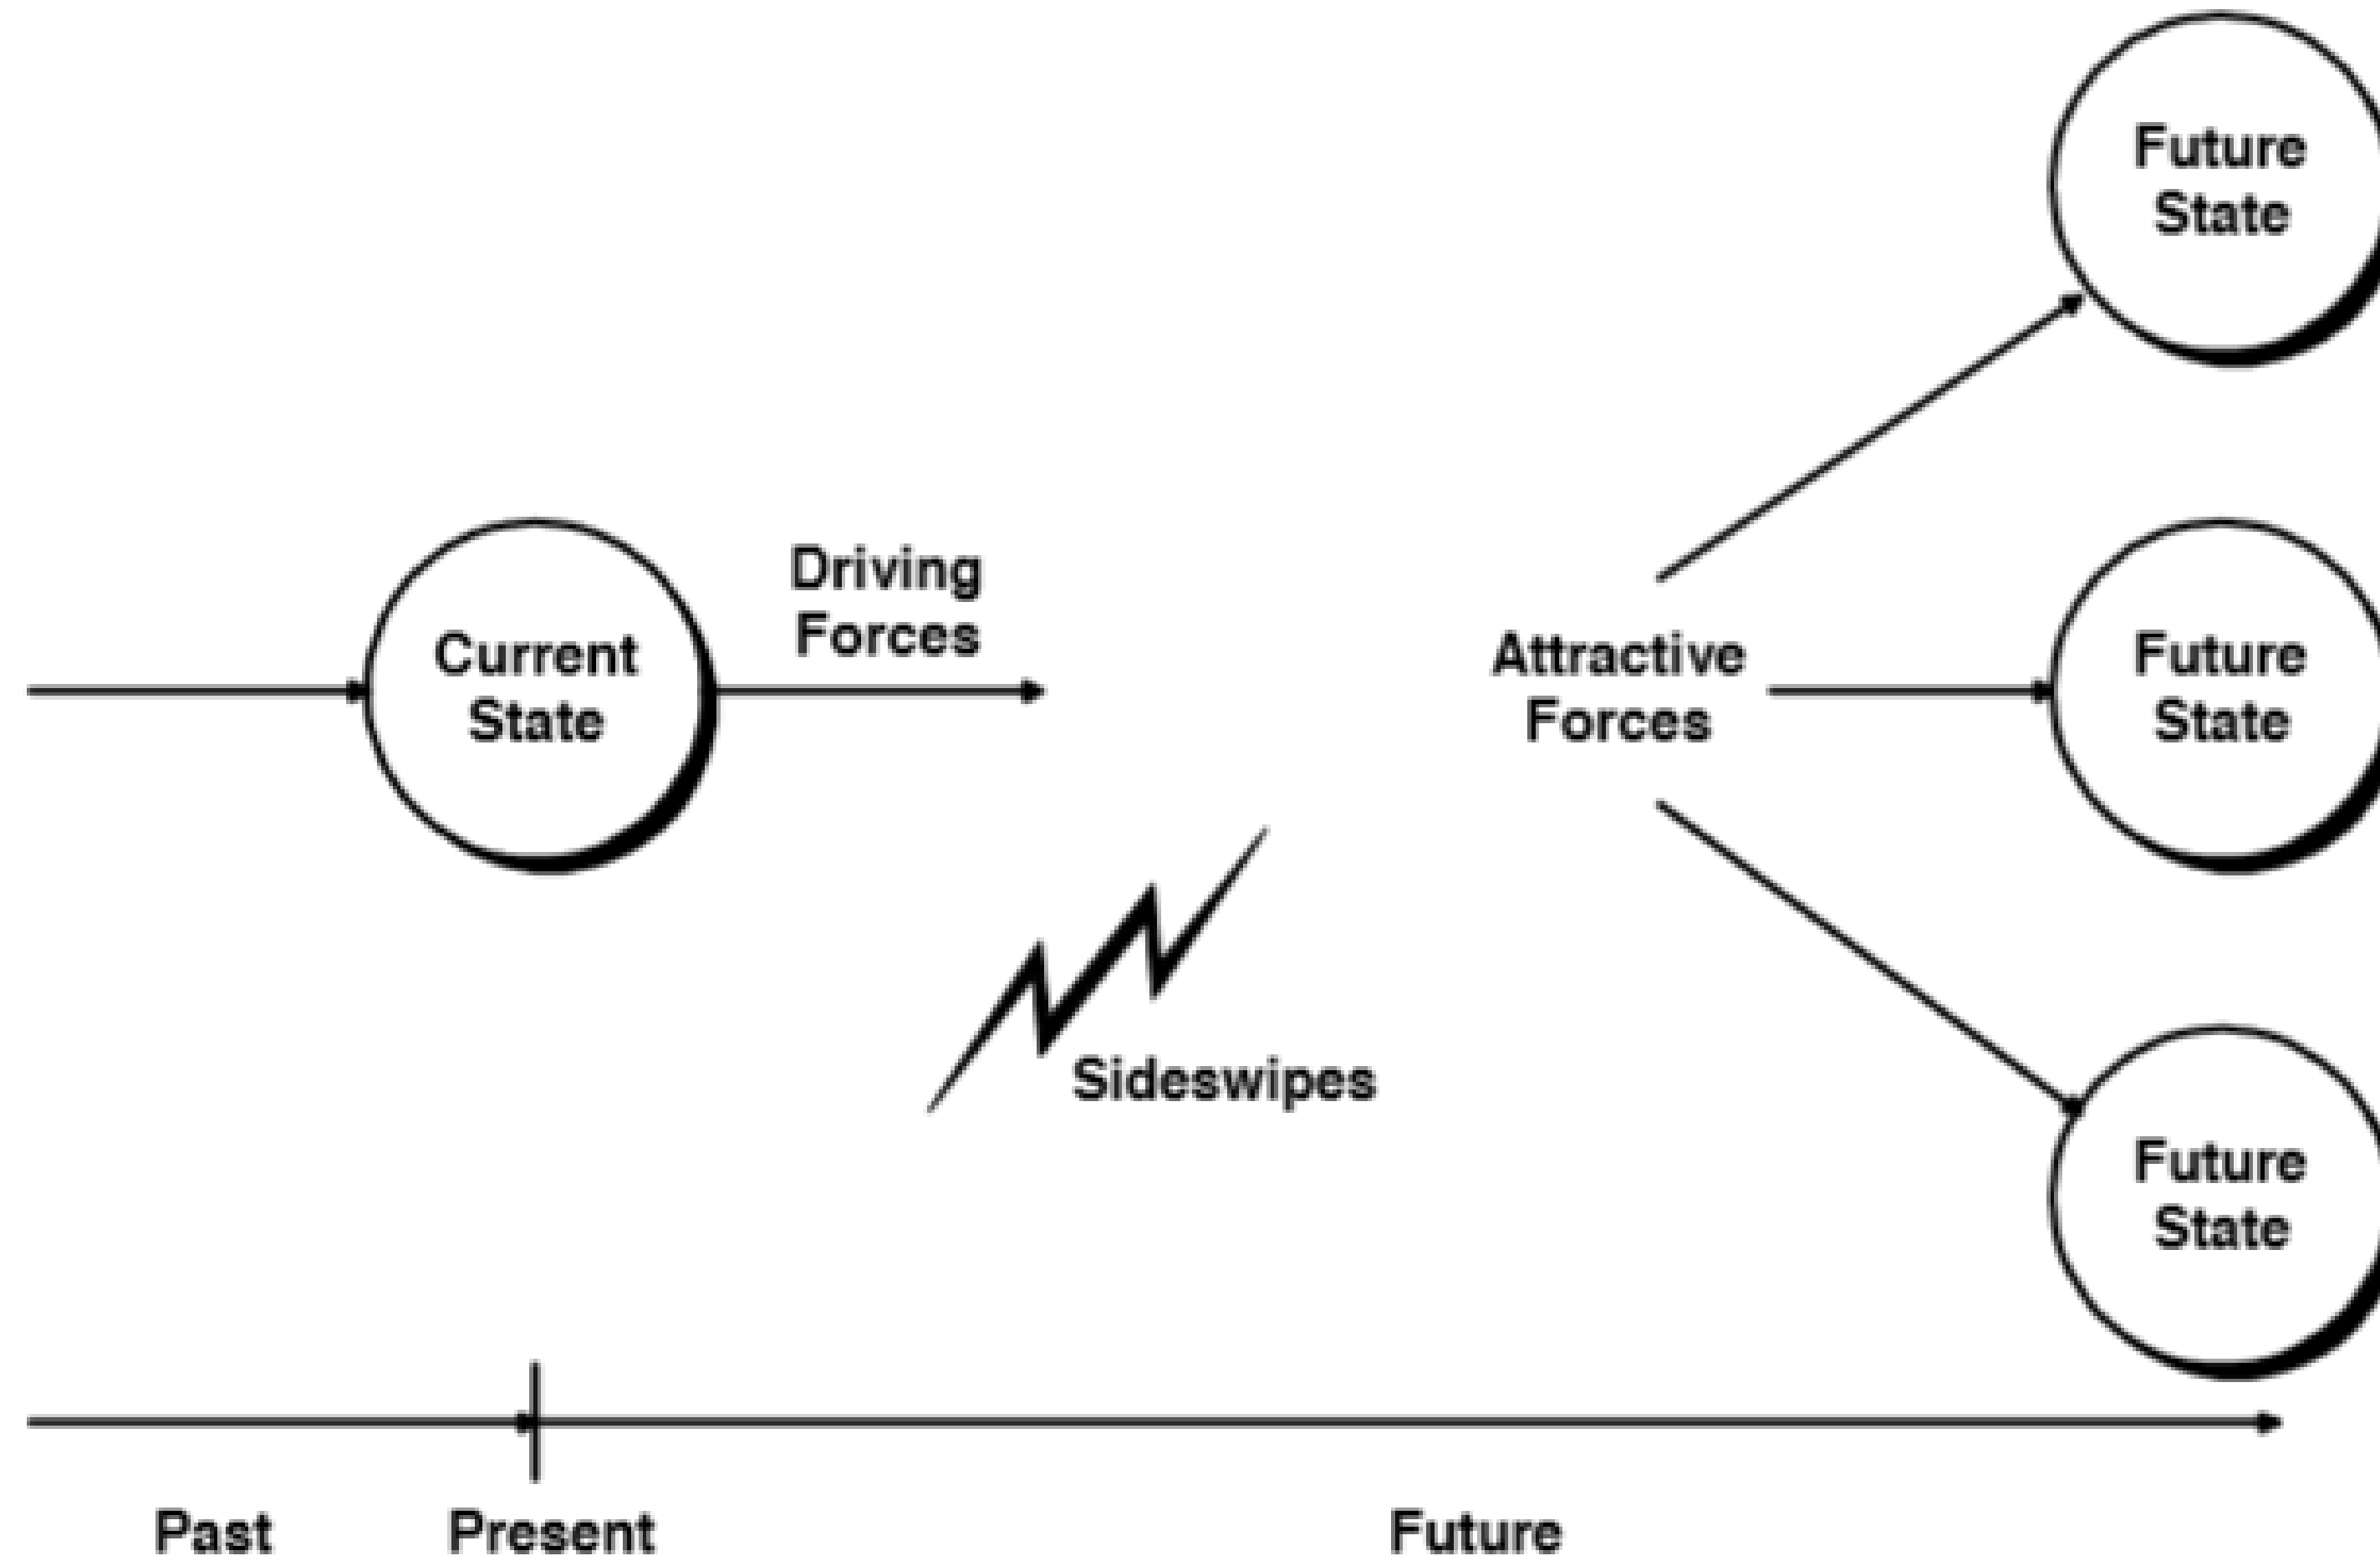 Future
State
Driving
Forces
Current
State
Attractive
Forces
Future
State
Sideswipes
Future
State
Past
Present
Future